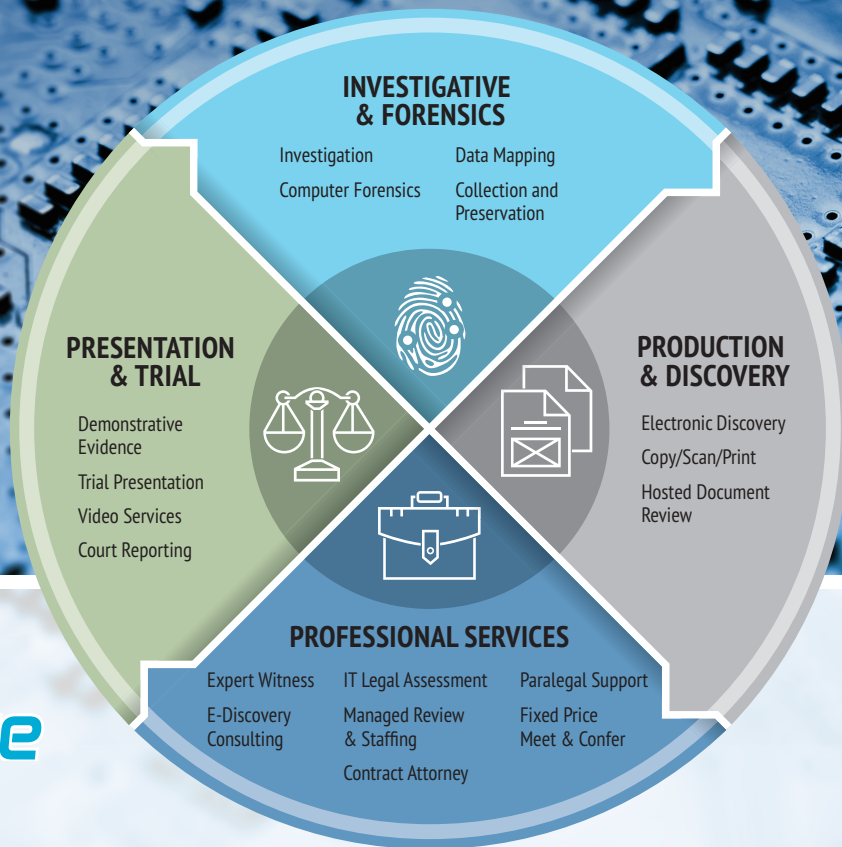 INVESTIGATIVE
& FORENSICS
Investigation
Computer Forensics
Data Mapping
Collection and
Preservation
PRESENTATION
& TRIAL
Demonstrative
Evidence
Trial Presentation
Video Services
Court Reporting
PRODUCTION
& DISCOVERY
Electronic Discovery
Copy/Scan/Print
Hosted Document
Review
PROFESSIONAL SERVICES
Expert Witness
E-Discovery
Consulting
IT Legal Assessment
Managed Review
& Staffing
Contract Attorney
Paralegal Support
Fixed Price
Meet & Confer
e